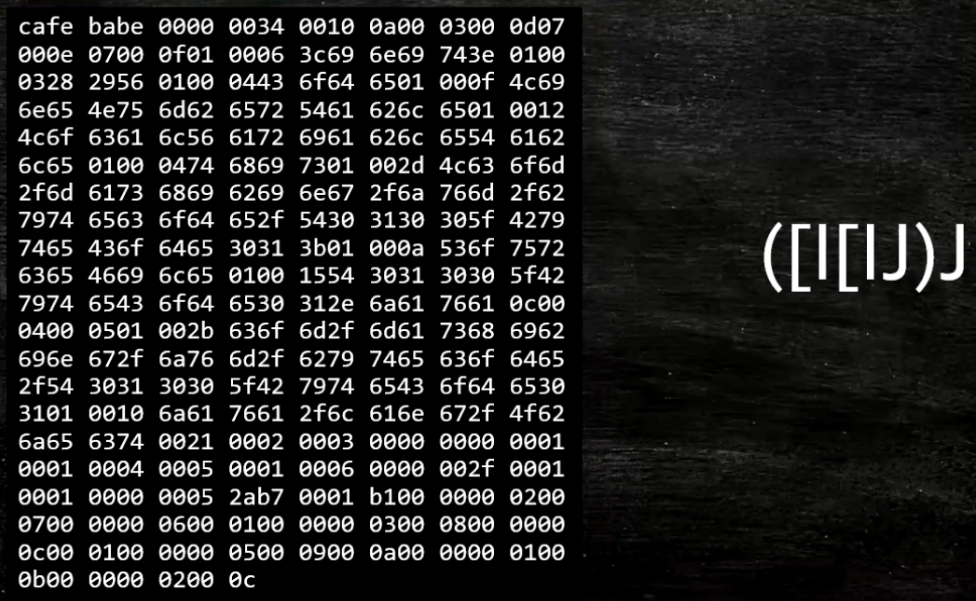 cafe babe 0000 0034 0010 0a00 0300 0d07
000e 0700 0f01 0006 3c69 6e69 743e 0100
0328 2956 0100 0443 6f64 6501 000f 4c69
6e65 4e75 6d62 6572 5461 626c 6501 0012
4c6f 6361 6c56 6172 6961 626c 6554 6162
6c65 0100 0474 6869 7301 002d 4c63 6f6d
2f6d 6173 6869 6269 6e67 2f6a 766d 2f62
7974 6563 6f64 652f 5430 3130 305f 4279
7465 436f 6465 3031 3b01 000a 536f 7572
6365 4669 6c65 0100 1554 3031 3030 5f42
7974 6543 6f64 6530 312e 6a61 7661 0c00
0400 0501 002b 636f 6d2f 6d61 7368 6962
696e 672f 6a76 6d2f 6279 7465 636f 6465
2f54 3031 3030 5f42 7974 6543 6f64 6530
3101 0010 6a61 7661 2f6c 616e 672f 4f62
6a65 6374 0021 0002 0003 0000 0000 0001
0001 0004 0005 0001 0006 0000 002f 0001
0001 0000 0005 2ab7 0001 b100 0000 0200
0700 0000 0600 0100 0000 0300 0800 0000
0c00 0100 0000 0500 0900 0a00 0000 0100
0b00 0000 0200 0c
([I[IJ)J